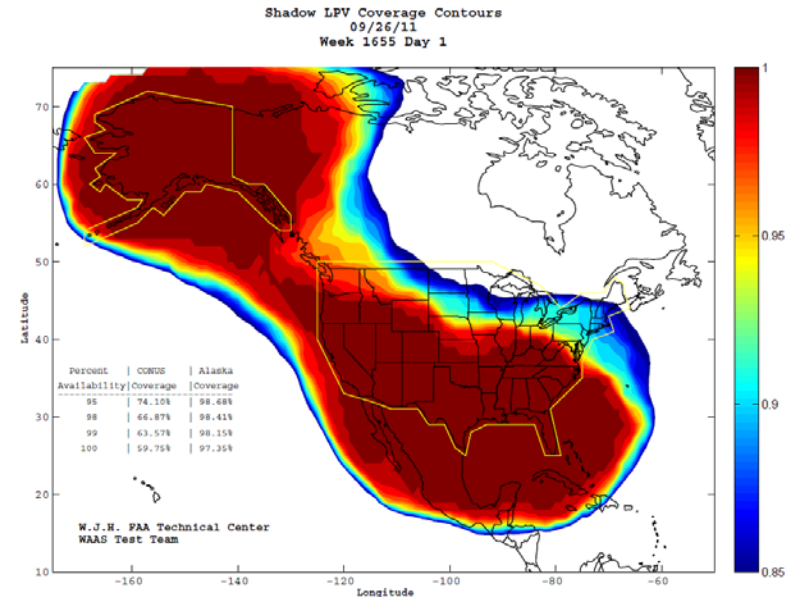 Shadow LPV Coverage Contours
09/26/11
Week 1655 Day 1
70
60
50
40
30
20
10
Latitude
Percent | CONUS | Alaska
Availability|Coverage |Coverage
95 | 74.10% | 98.68%
98 | 66.87% | 98.41%
99 | 63.57% | 98.15%
100 | 59.75% | 97.35%
W.J.H. FAA Technical Center
WAAS Test Team
-160 -140 -120 -100 -80 -60
Longitude
1
0.95
0.9
0.85